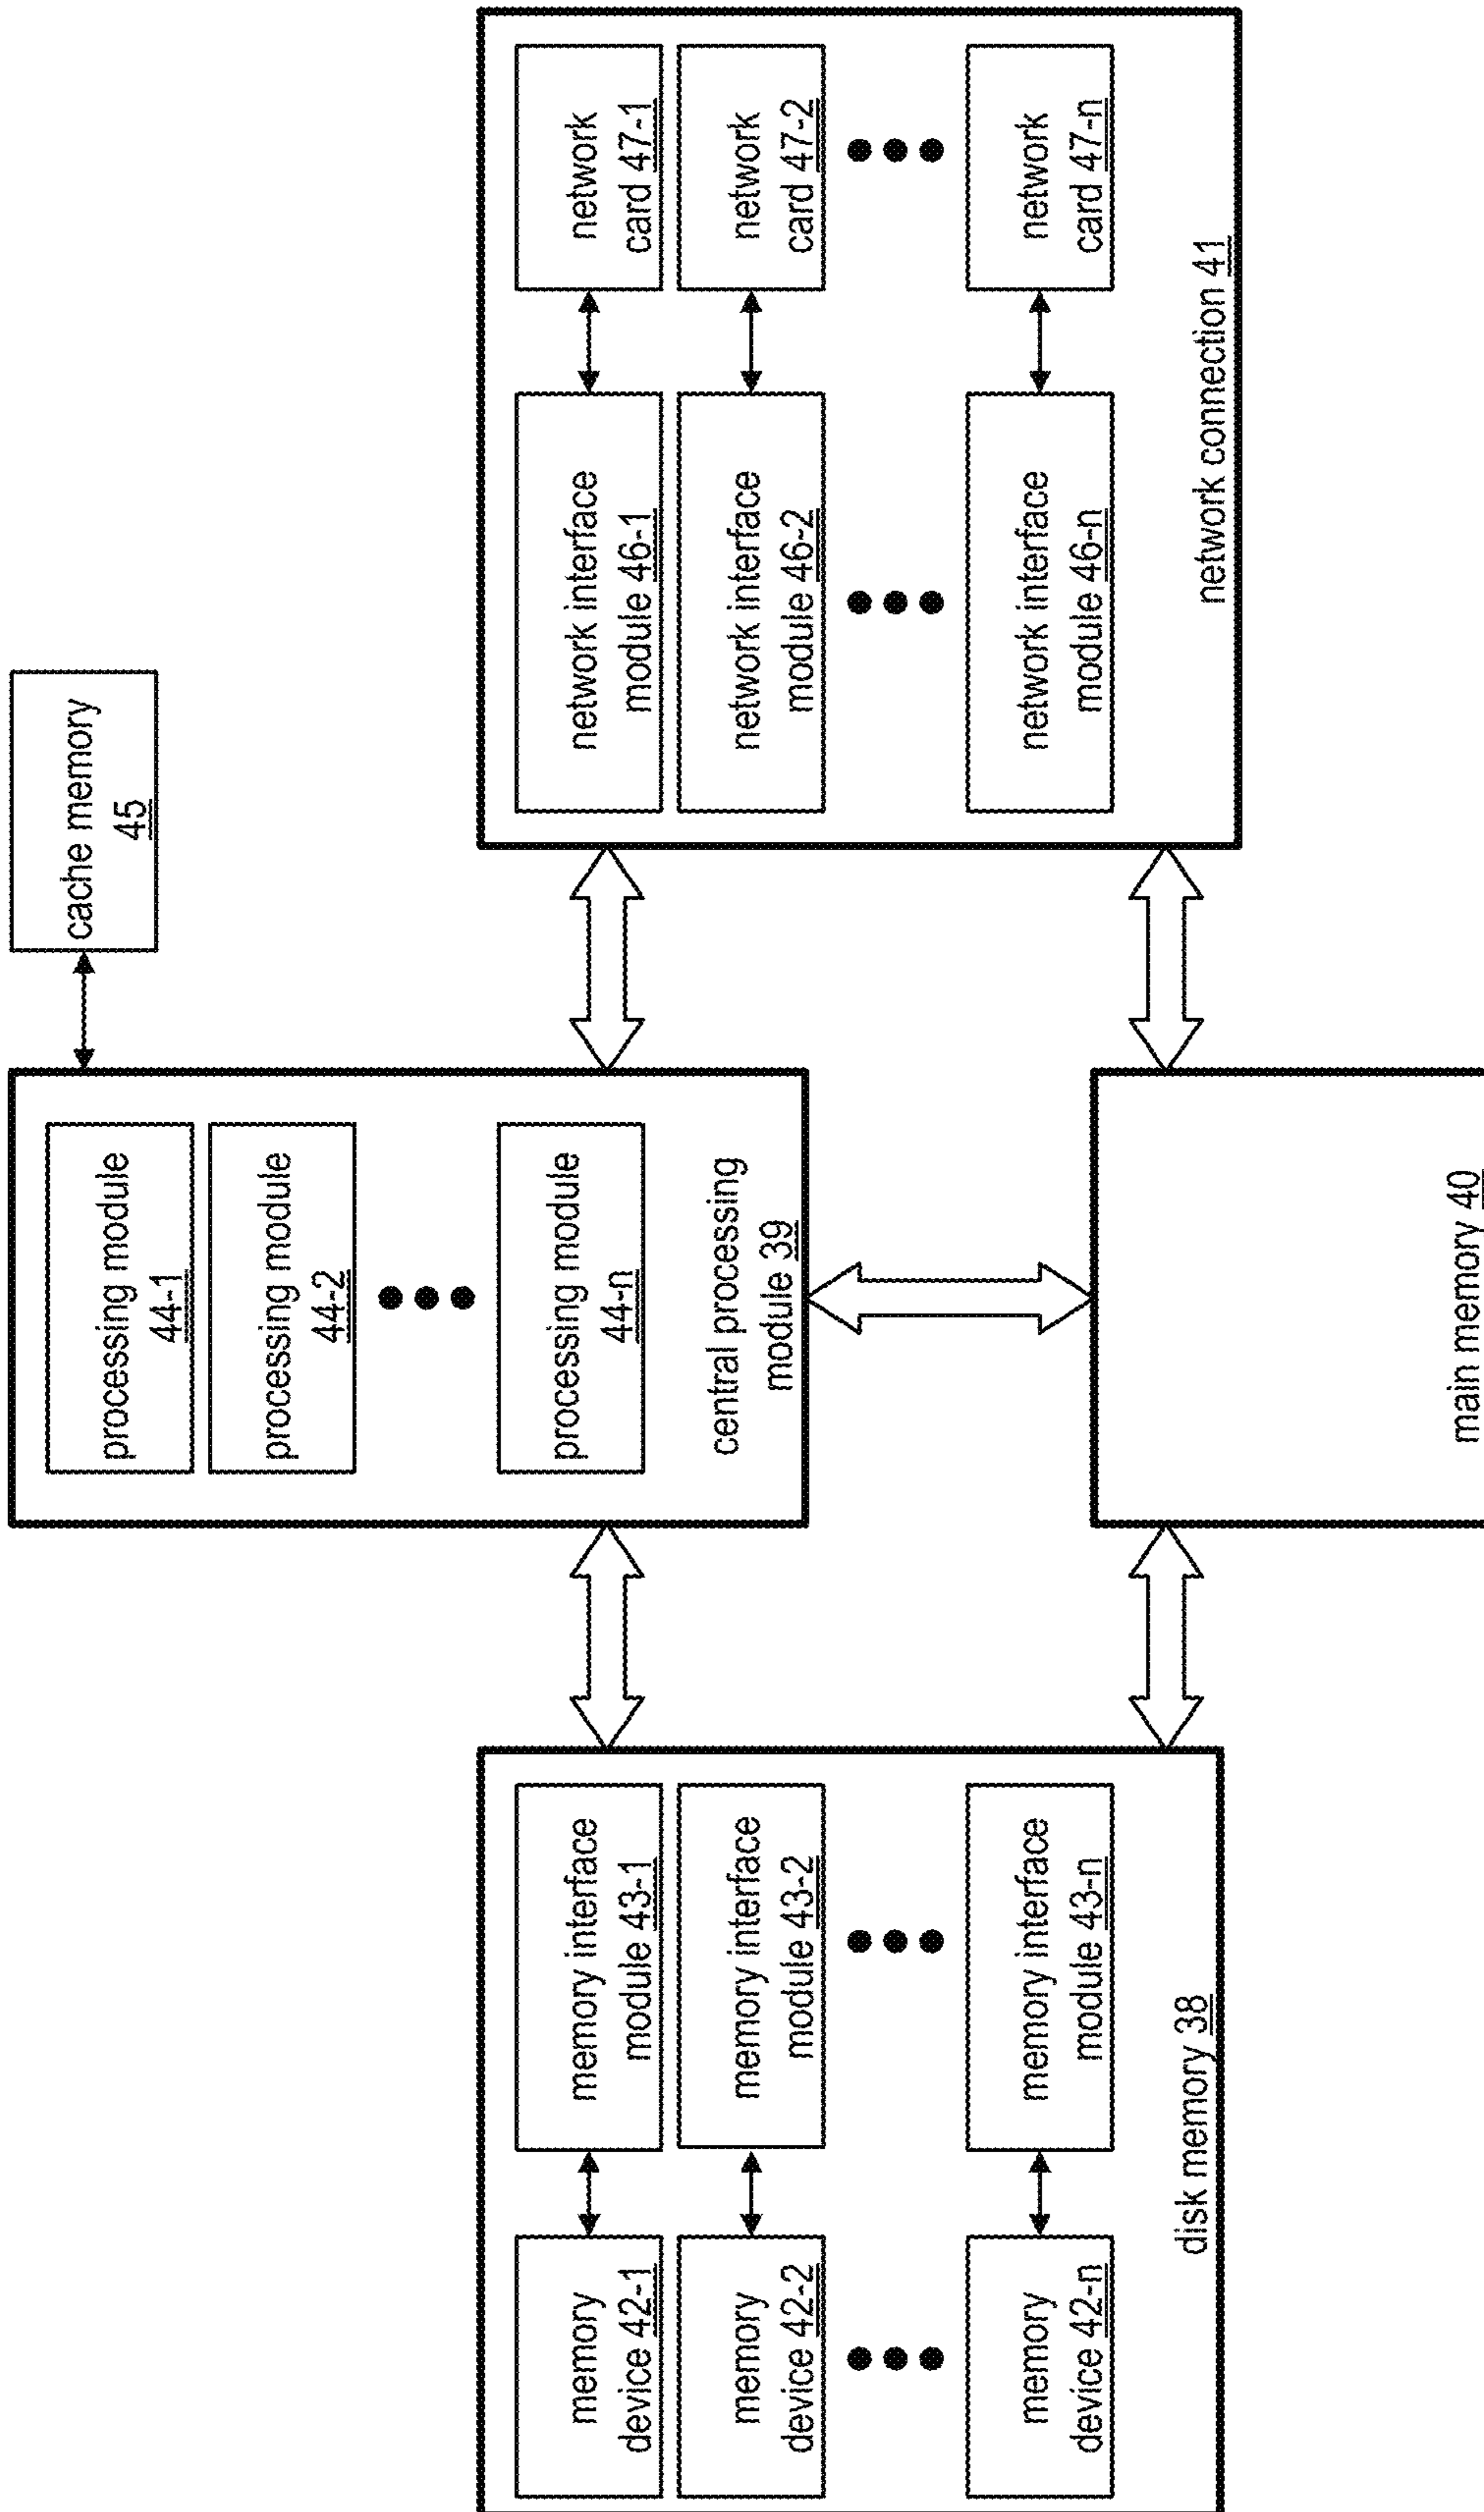 processing module
44-1
processing module
44-2
processing module
44-n
central processing
module 39
cache memory
45
memory
device 42-1
memory interface
module 43-1
memory
device 42-2
memory interface
module 43-2
memory
device 42-n
memory interface
module 43-n
disk memory 38
network interface
module 46-1
network
card 47-1
network interface
module 46-2
network
card 47-2
network interface
module 46-n
network
card 47-n
network connection 41
main memory 40